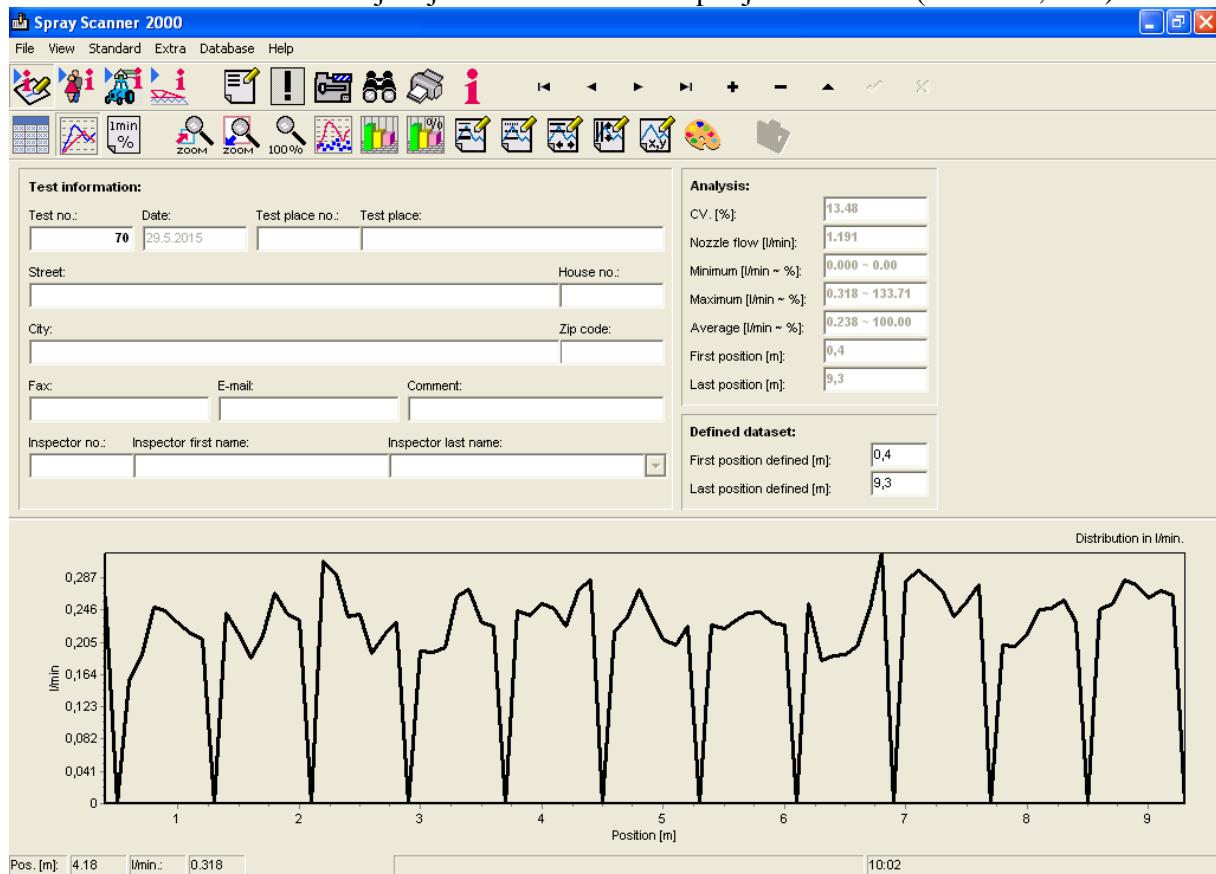 Spray Scanner 2000
File View Standard Extra Database Help
1min
%
ZOOM ZOOM 100% % x,y
Test information:
Test no.: Date: Test place no.: Test place:
70 29.5.2015
Street: House no.:
City: Zip code:
Fax: E-mail: Comment:
Inspector no.: Inspector first name: Inspector last name:
Analysis:
CV. [%]: 13.48
Nozzle flow [l/min]: 1.191
Minimum [l/min ~ %]: 0.000 ~ 0.00
Maximum [l/min ~ %]: 0.318 ~ 133.71
Average [l/min ~ %]: 0.238 ~ 100.00
First position [m]: 0,4
Last position [m]: 9,3
Defined dataset:
First position defined [m]: 0,4
Last position defined [m]: 9,3
Distribution in l/min.
0,287
0,246
0,205
0,164
0,123
0,082
0,041
0
l/min
1 2 3 4 5 6 7 8 9
Position [m]
Pos. [m]: 4.18 l/min.: 0.318 10:02